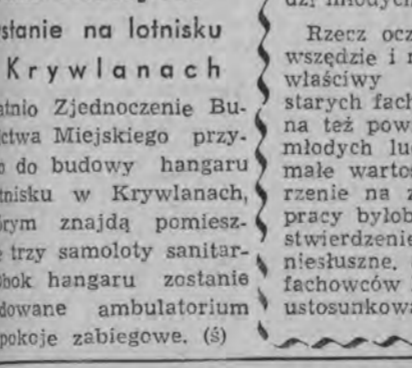 stanie na lotnisku
Krywlanach
atnio Zjednoczenie Bu-
ctwa Miejskiego przy-
o do budowy hangaru
tnisku w Krywlanach,
órym znajdą pomiesz-
e trzy samoloty sanitar-
Obok hangaru zostanie
dowane ambulatorium
pokoje zabiegowe. (ś)
Rzecz ocz
wszędzie i
właściwy
starych fach
na też pow
młodych lu
małe wartoś
rzenie na z
pracy byłob
stwierdzenie
niesłuszne.
fachowców
ustosunkowa